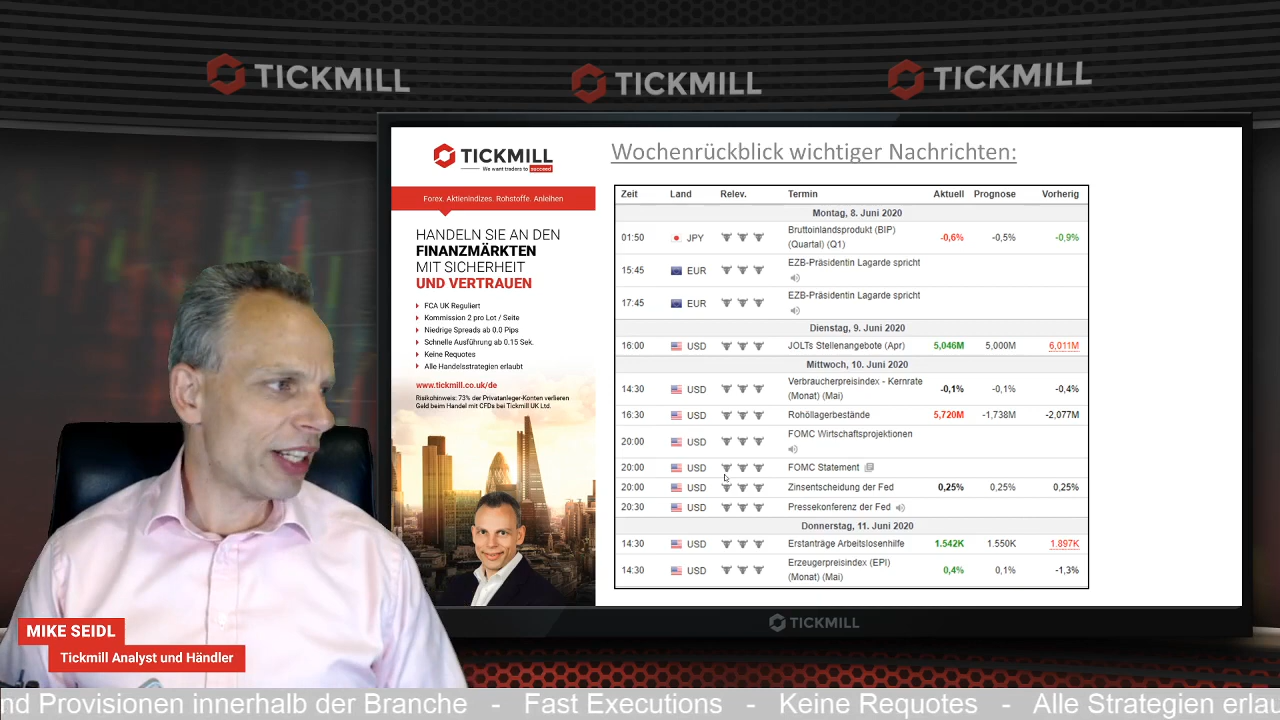 TICKMILL
TICKMILL
TICKMILL
TICKMILL
We want traders to succeed
Forex. Aktienindizes. Rohstoffe. Anleihen
HANDELN SIE AN DEN
FINANZMÄRKTEN
MIT SICHERHEIT
UND VERTRAUEN
FCA UK Reguliert
Kommission 2 pro Lot / Seite
Niedrige Spreads ab 0.0 Pips
Schnelle Ausführung ab 0.15 Sek.
Keine Requotes
Alle Handelsstrategien erlaubt
www.tickmill.co.uk/de
Risikohinweis: 73% der Privatanleger-Konten verlieren
Geld beim Handel mit CFDs bei Tickmill UK Ltd.
Wochenrückblick wichtiger Nachrichten:
Zeit Land Relev. Termin Aktuell Prognose Vorherig
Montag, 8. Juni 2020
01:50 JPY Bruttoinlandsprodukt (BIP) (Quartal) (Q1) -0,6% -0,5% -0,9%
15:45 EUR EZB-Präsidentin Lagarde spricht
17:45 EUR EZB-Präsidentin Lagarde spricht
Dienstag, 9. Juni 2020
16:00 USD JOLTs Stellenangebote (Apr) 5,046M 5,000M 6,011M
Mittwoch, 10. Juni 2020
14:30 USD Verbraucherpreisindex - Kernrate (Monat) (Mai) -0,1% -0,1% -0,4%
16:30 USD Rohöllagerbestände 5,720M -1,738M -2,077M
20:00 USD FOMC Wirtschaftsprojektionen
20:00 USD FOMC Statement
20:00 USD Zinsentscheidung der Fed 0,25% 0,25% 0,25%
20:30 USD Pressekonferenz der Fed
Donnerstag, 11. Juni 2020
14:30 USD Erstanträge Arbeitslosenhilfe 1.542K 1.550K 1.897K
14:30 USD Erzeugerpreisindex (EPI) (Monat) (Mai) 0,4% 0,1% -1,3%
TICKMILL
MIKE SEIDL
Tickmill Analyst und Händler
nd Provisionen innerhalb der Branche - Fast Executions - Keine Requotes - Alle Strategien erlau